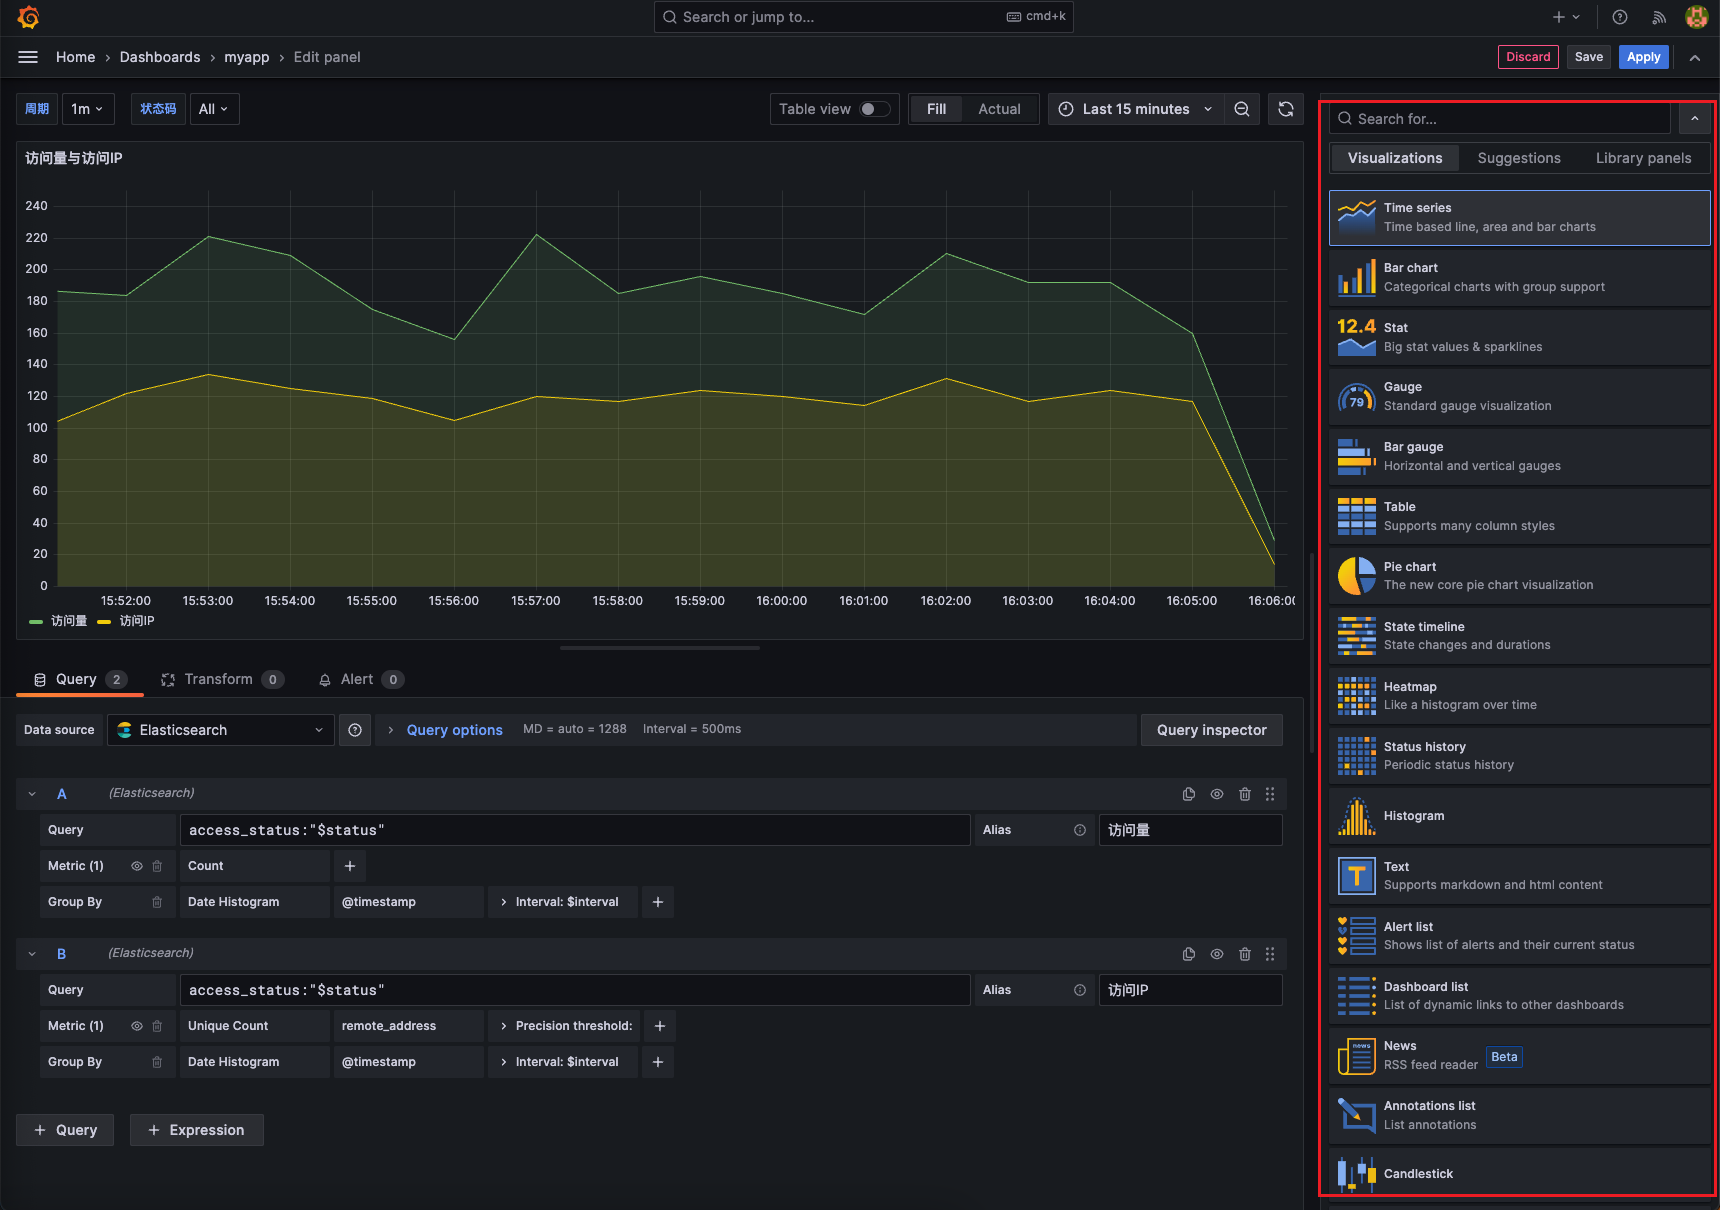 Search or jump to...
cmd+k
Home › Dashboards › myapp › Edit panel
Discard
Save
Apply
周期
1m
状态码
All
Table view
Fill
Actual
Last 15 minutes
访问量与访问IP
240
220
200
180
160
140
120
100
80
60
40
20
0
15:52:00 15:53:00 15:54:00 15:55:00 15:56:00 15:57:00 15:58:00 15:59:00 16:00:00 16:01:00 16:02:00 16:03:00 16:04:00 16:05:00 16:06:00
访问量 访问IP
Query 2
Transform 0
Alert 0
Data source
Elasticsearch
Query options
MD = auto = 1288
Interval = 500ms
Query inspector
A (Elasticsearch)
Query
access_status:"$status"
Alias
访问量
Metric (1)
Count
Group By
Date Histogram
@timestamp
Interval: $interval
B (Elasticsearch)
Query
access_status:"$status"
Alias
访问IP
Metric (1)
Unique Count
remote_address
Precision threshold:
Group By
Date Histogram
@timestamp
Interval: $interval
+ Query
+ Expression
Search for...
Visualizations
Suggestions
Library panels
Time series
Time based line, area and bar charts
Bar chart
Categorical charts with group support
12.4
Stat
Big stat values & sparklines
79
Gauge
Standard gauge visualization
Bar gauge
Horizontal and vertical gauges
Table
Supports many column styles
Pie chart
The new core pie chart visualization
State timeline
State changes and durations
Heatmap
Like a histogram over time
Status history
Periodic status history
Histogram
T
Text
Supports markdown and html content
Alert list
Shows list of alerts and their current status
Dashboard list
List of dynamic links to other dashboards
news
News
RSS feed reader
Beta
Annotations list
List annotations
Candlestick